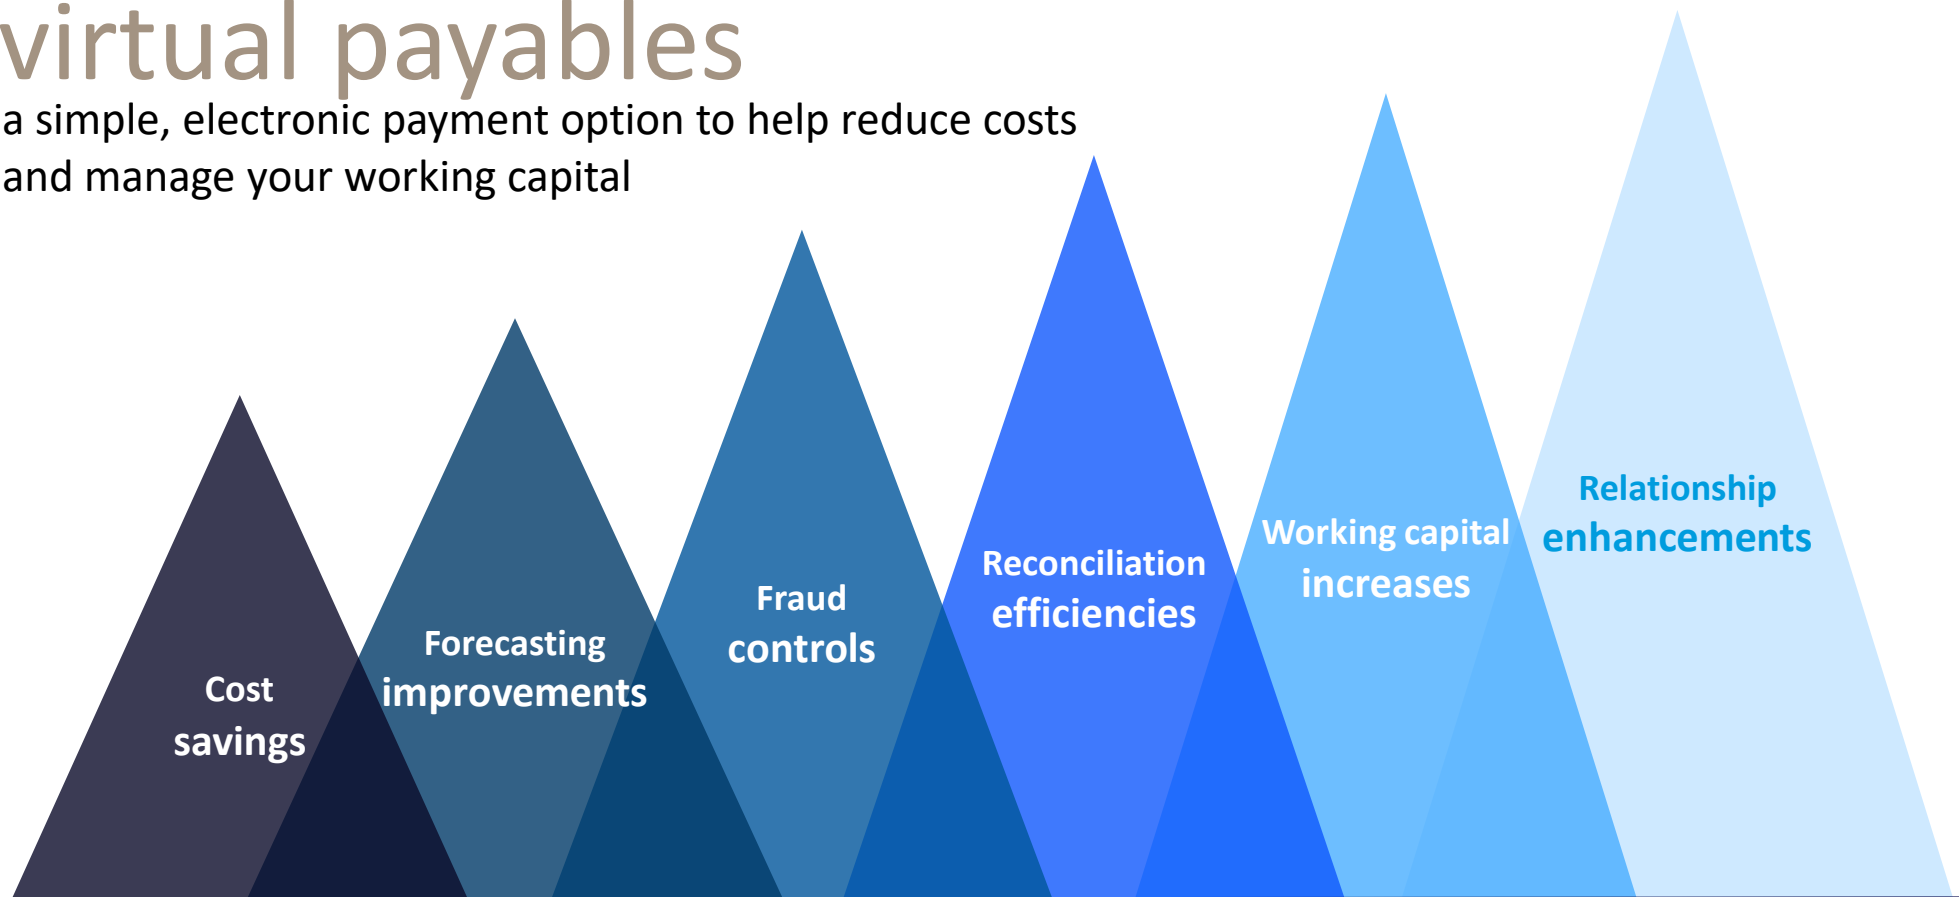 virtual payables
a simple, electronic payment option to help reduce costs
and manage your working capital
Cost
savings
Forecasting
improvements
Fraud
controls
Reconciliation
efficiencies
Working capital
increases
Relationship
enhancements